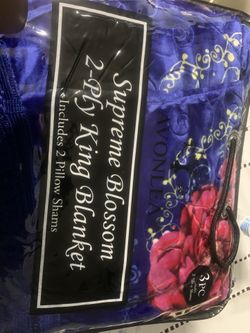 Supreme Blossom
2-Ply King Blanket
Includes 2 Pillow Shams
3PC